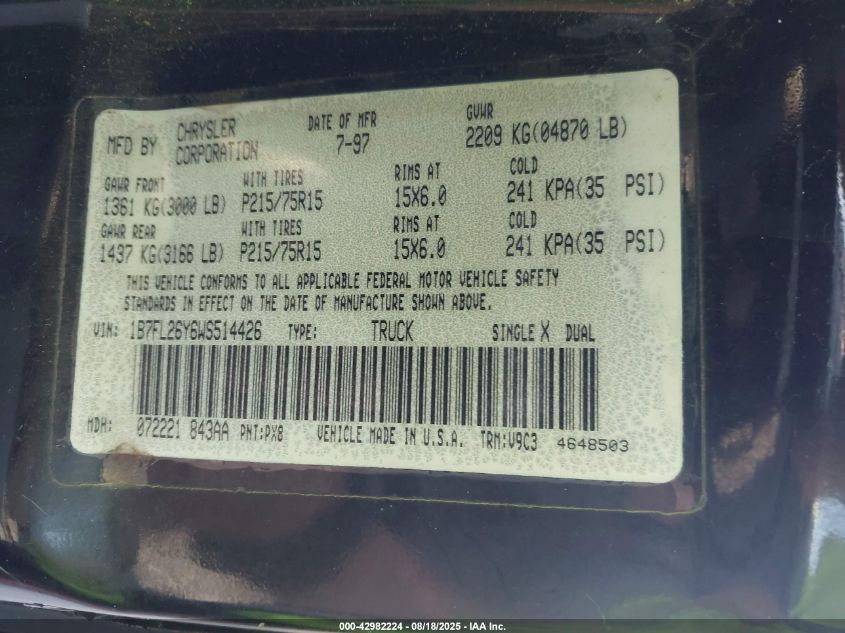 MFD BY CHRYSLER CORPORATION DATE OF MFR 7-97 GVWR 2209 KG(04870 LB)
GAWR FRONT WITH TIRES RIMS AT COLD
1361 KG(3000 LB) P215/75R15 15X6.0 241 KPA(35 PSI)
GAWR REAR WITH TIRES RIMS AT COLD
1437 KG(3166 LB) P215/75R15 15X6.0 241 KPA(35 PSI)
THIS VEHICLE CONFORMS TO ALL APPLICABLE FEDERAL MOTOR VEHICLE SAFETY
STANDARDS IN EFFECT ON THE DATE OF MANUFACTURE SHOWN ABOVE.
VIN: 1B7FL26Y6WS514426 TYPE: TRUCK SINGLE X DUAL
MDH: 072221 843AA PNT:PX8 VEHICLE MADE IN U.S.A. TRM:V9C3 4648503
000-42982224 - 08/18/2025 - IAA Inc.